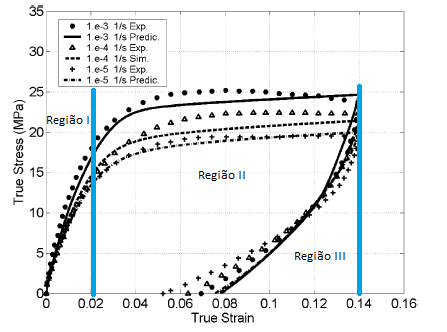 35
30
25
20
15
10
5
0
True Stress (MPa)
1.e-3 1/s Exp.
1.e-3 1/s Predic.
1.e-4 1/s Exp.
1.e-4 1/s Sim.
1.e-5 1/s Exp.
1.e-5 1/s Predic.
Região I
Região II
Região III
0 0.02 0.04 0.06 0.08 0.1 0.12 0.14 0.16
True Strain